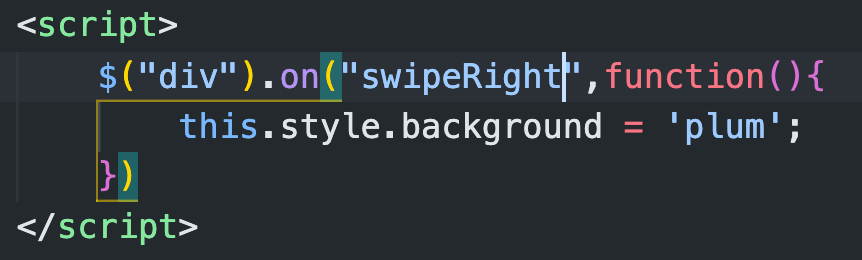 <script>
$("div").on("swipeRight",function(){
this.style.background = 'plum';
})
</script>